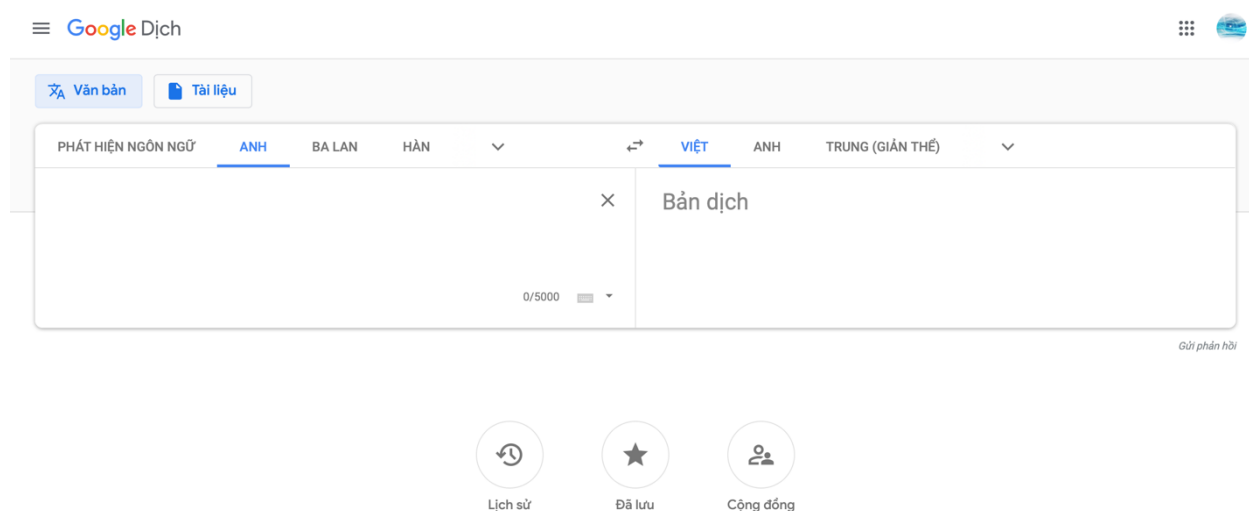 Google Dịch
Văn bản Tài liệu
PHÁT HIỆN NGÔN NGỮ ANH BA LAN HÀN VIỆT ANH TRUNG (GIẢN THỂ)
Bản dịch
0/5000
Gửi phản hồi
Lịch sử Đã lưu Cộng đồng